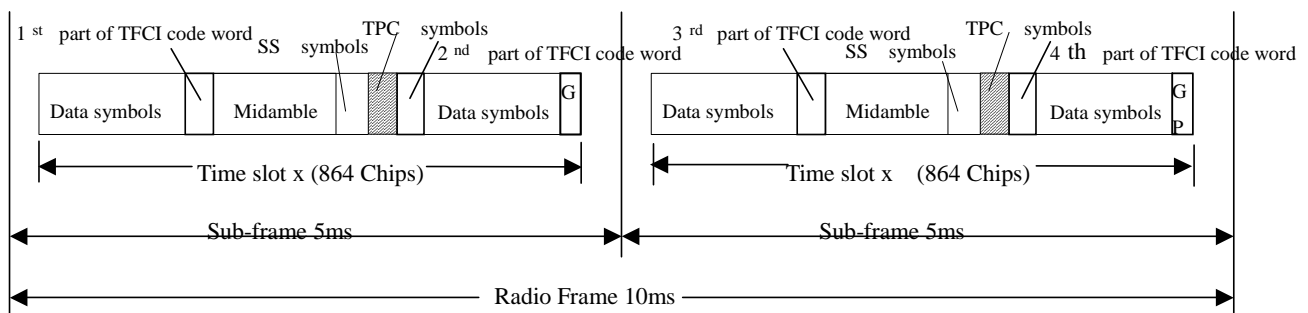 1 st part of TFCI code word
SS symbols
TPC symbols
2 nd part of TFCI code word
Data symbols
Midamble
Data symbols
G
Time slot x (864 Chips)
Sub-frame 5ms
3 rd part of TFCI code word
SS symbols
TPC symbols
4 th part of TFCI code word
Data symbols
Midamble
Data symbols
G
P
Time slot x (864 Chips)
Sub-frame 5ms
Radio Frame 10ms